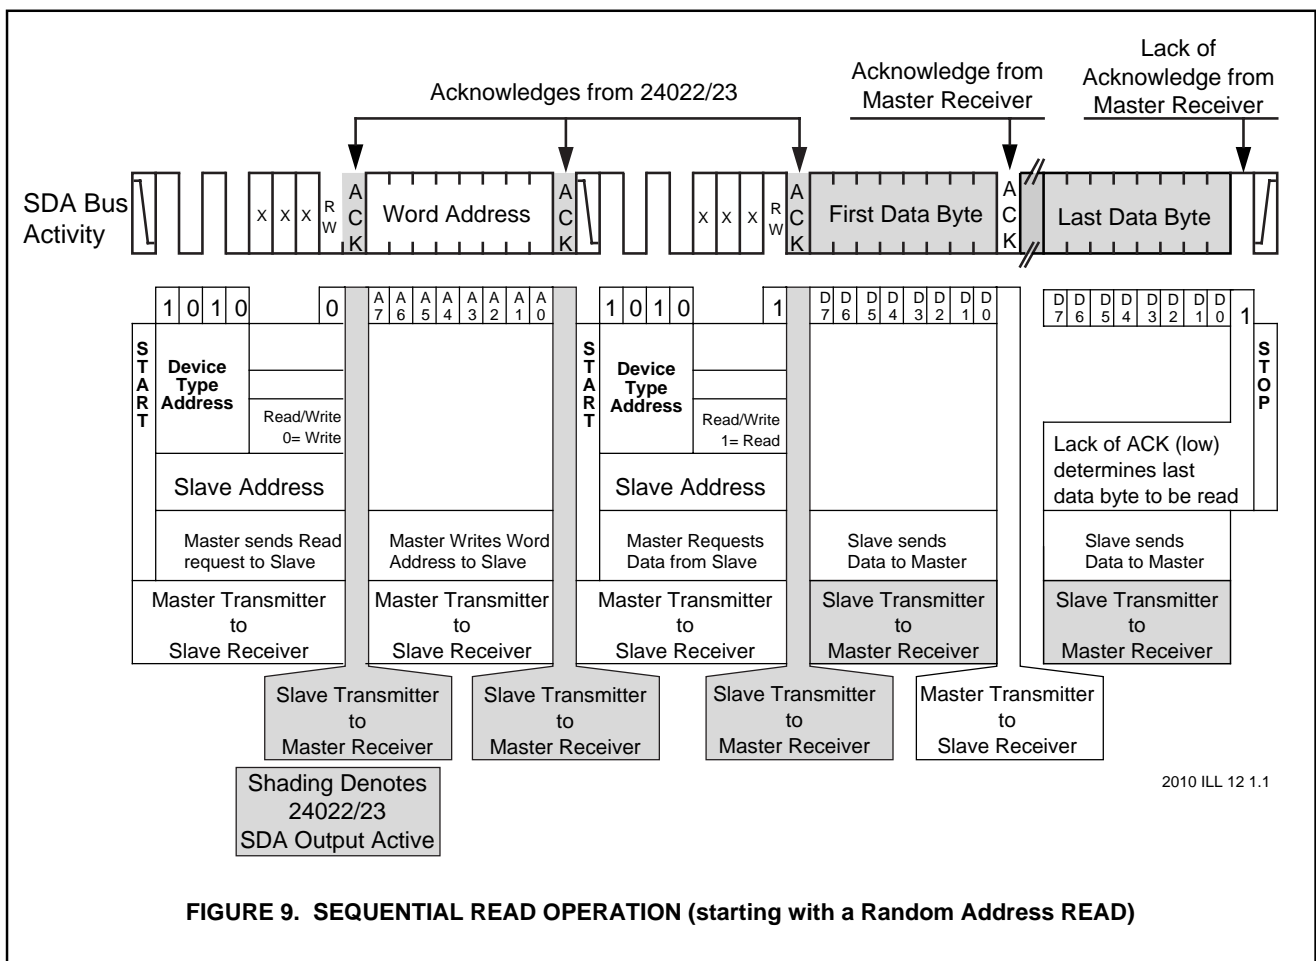 Lack of
Acknowledge from
Master Receiver
Acknowledge from
Master Receiver
Acknowledges from 24022/23
SDA Bus
Activity
X X X R W
A C K
Word Address
A C K
X X X R W
A C K
First Data Byte
A C K
Last Data Byte
1 0 1 0 0
A7 A6 A5 A4 A3 A2 A1 A0
1 0 1 0 1
D7 D6 D5 D4 D3 D2 D1 D0
D7 D6 D5 D4 D3 D2 D1 D0
1
START
Device
Type
Address
Read/Write
0= Write
START
Device
Type
Address
Read/Write
1= Read
STOP
Lack of ACK (low)
determines last
data byte to be read
Slave Address
Slave Address
Master sends Read
request to Slave
Master Writes Word
Address to Slave
Master Requests
Data from Slave
Slave sends
Data to Master
Slave sends
Data to Master
Master Transmitter
to
Slave Receiver
Master Transmitter
to
Slave Receiver
Master Transmitter
to
Slave Receiver
Slave Transmitter
to
Master Receiver
Slave Transmitter
to
Master Receiver
Slave Transmitter
to
Master Receiver
Slave Transmitter
to
Master Receiver
Slave Transmitter
to
Master Receiver
Master Transmitter
to
Slave Receiver
Shading Denotes
24022/23
SDA Output Active
2010 ILL 12 1.1
FIGURE 9. SEQUENTIAL READ OPERATION (starting with a Random Address READ)